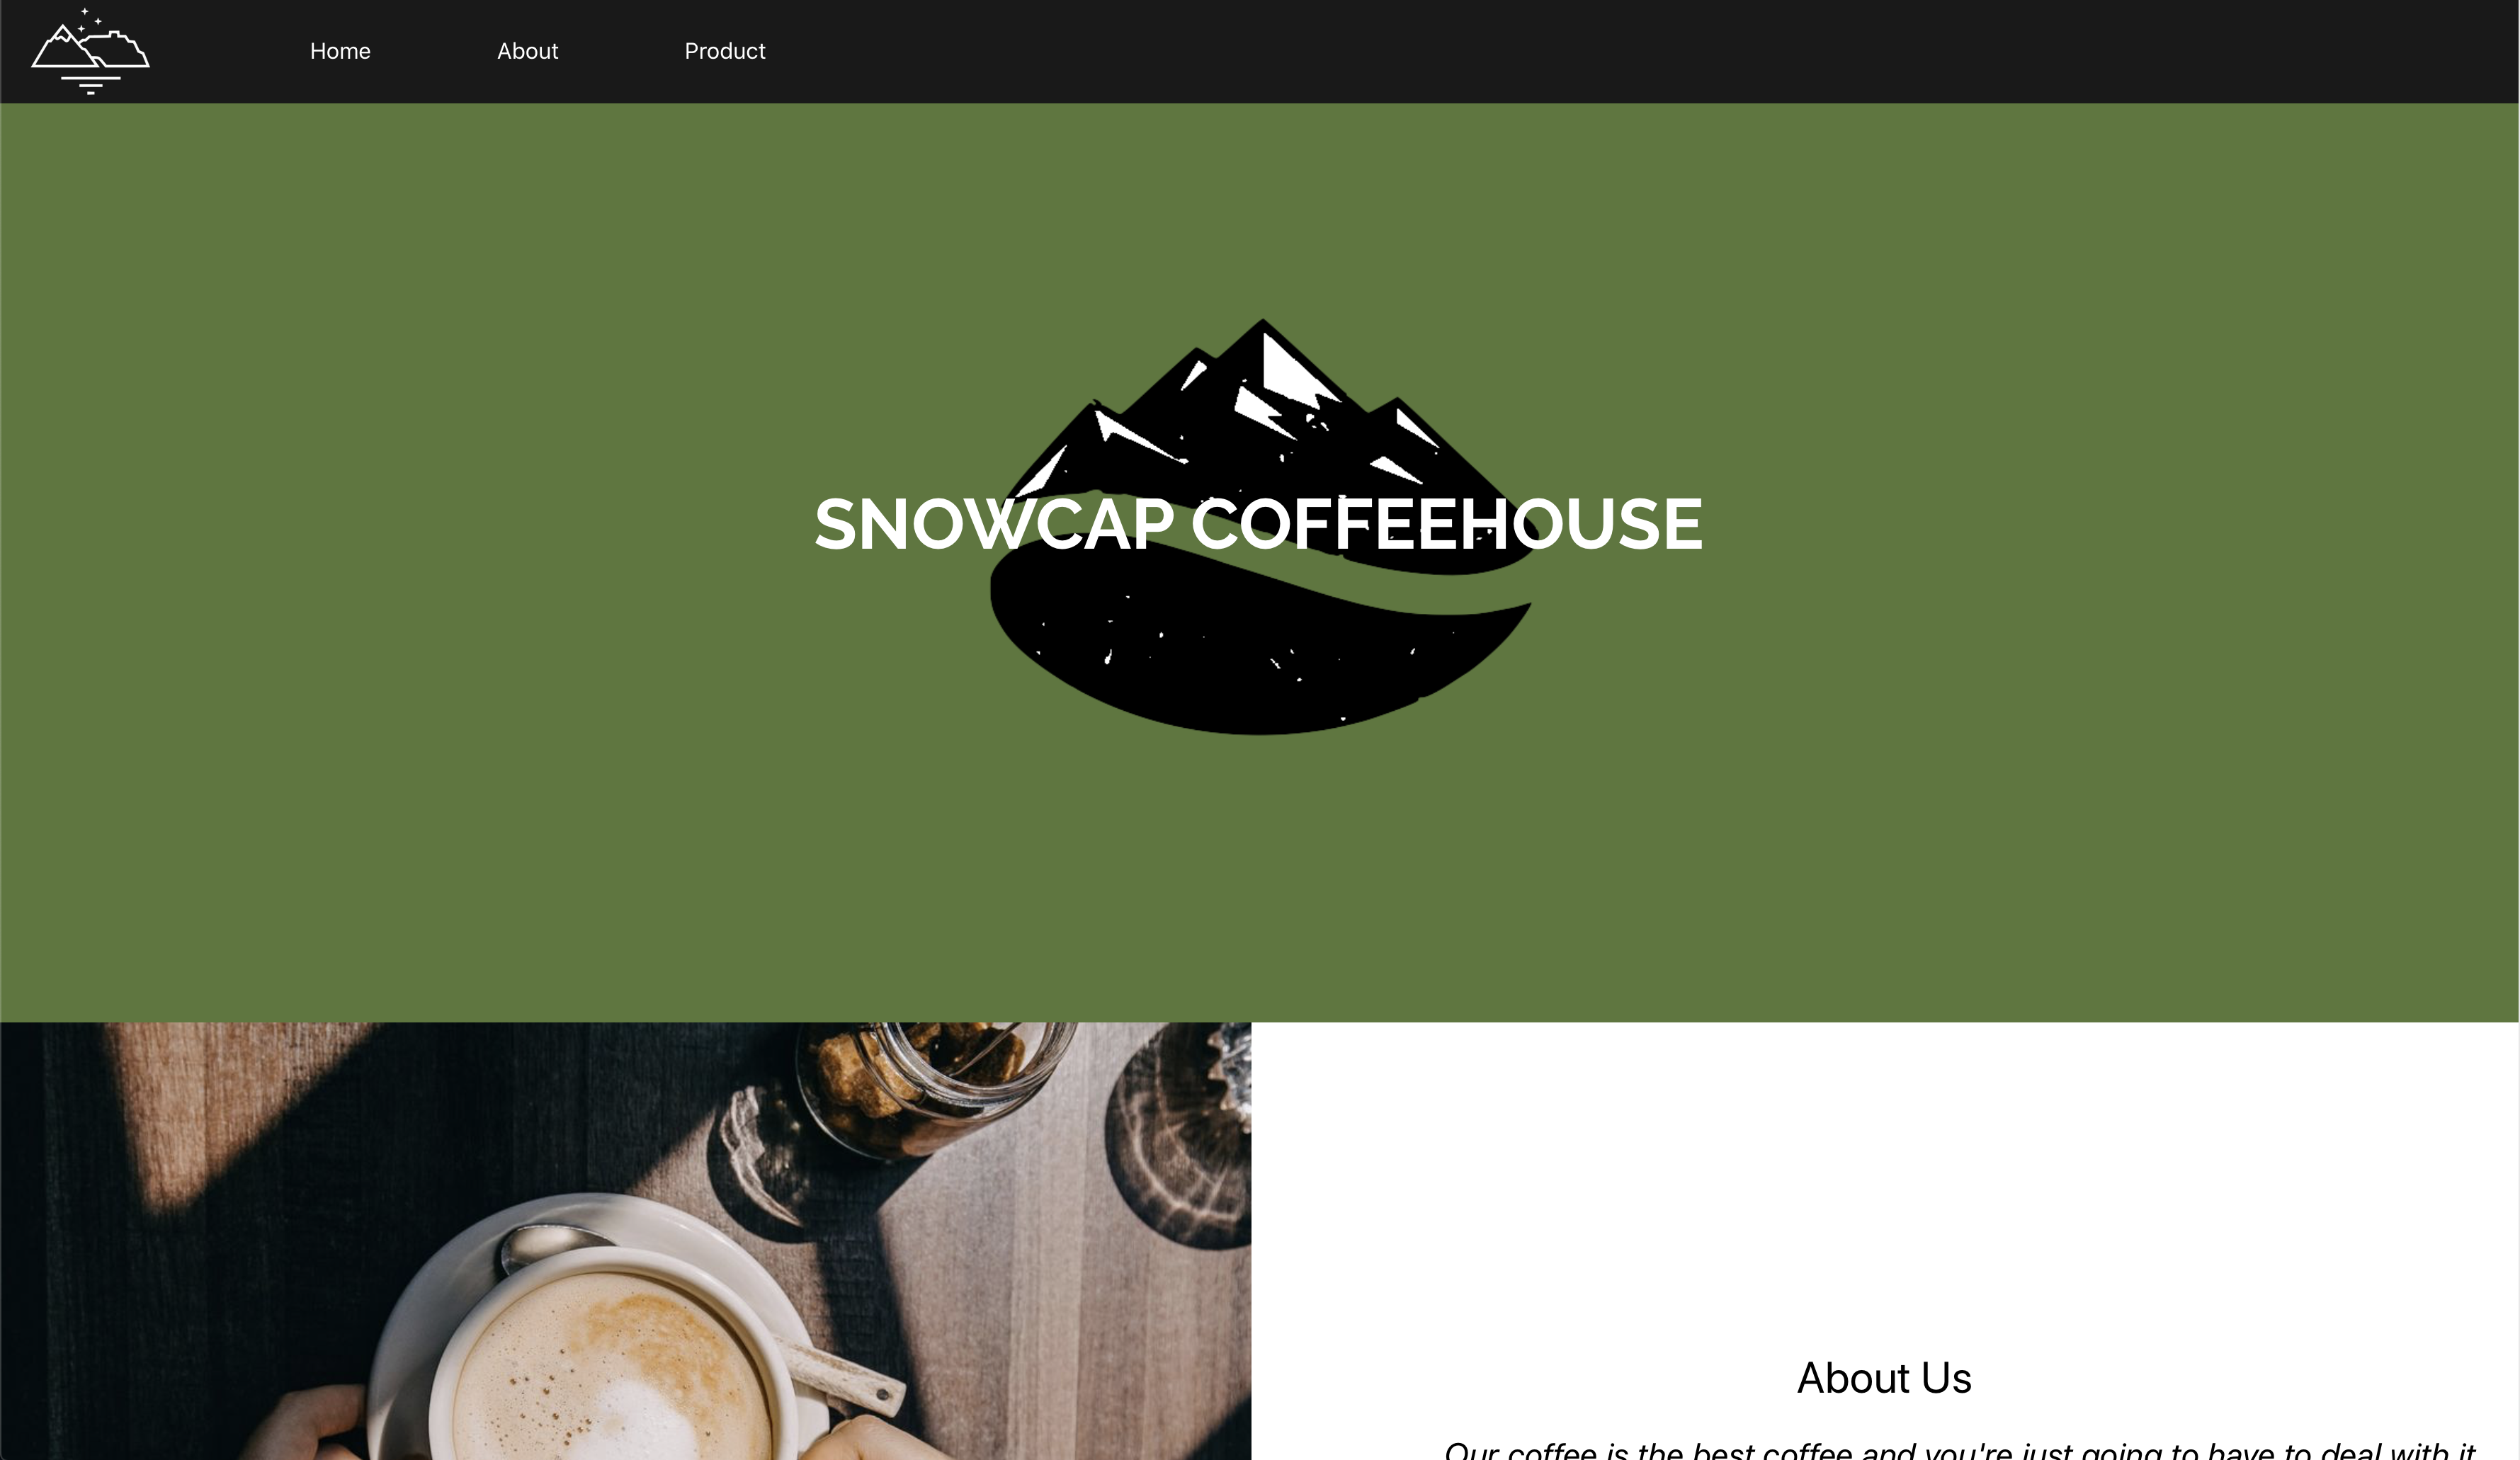 Home About Product
SNOWCAP COFFEEHOUSE
About Us
Our coffee is the best coffee and you're just going to have to deal with it